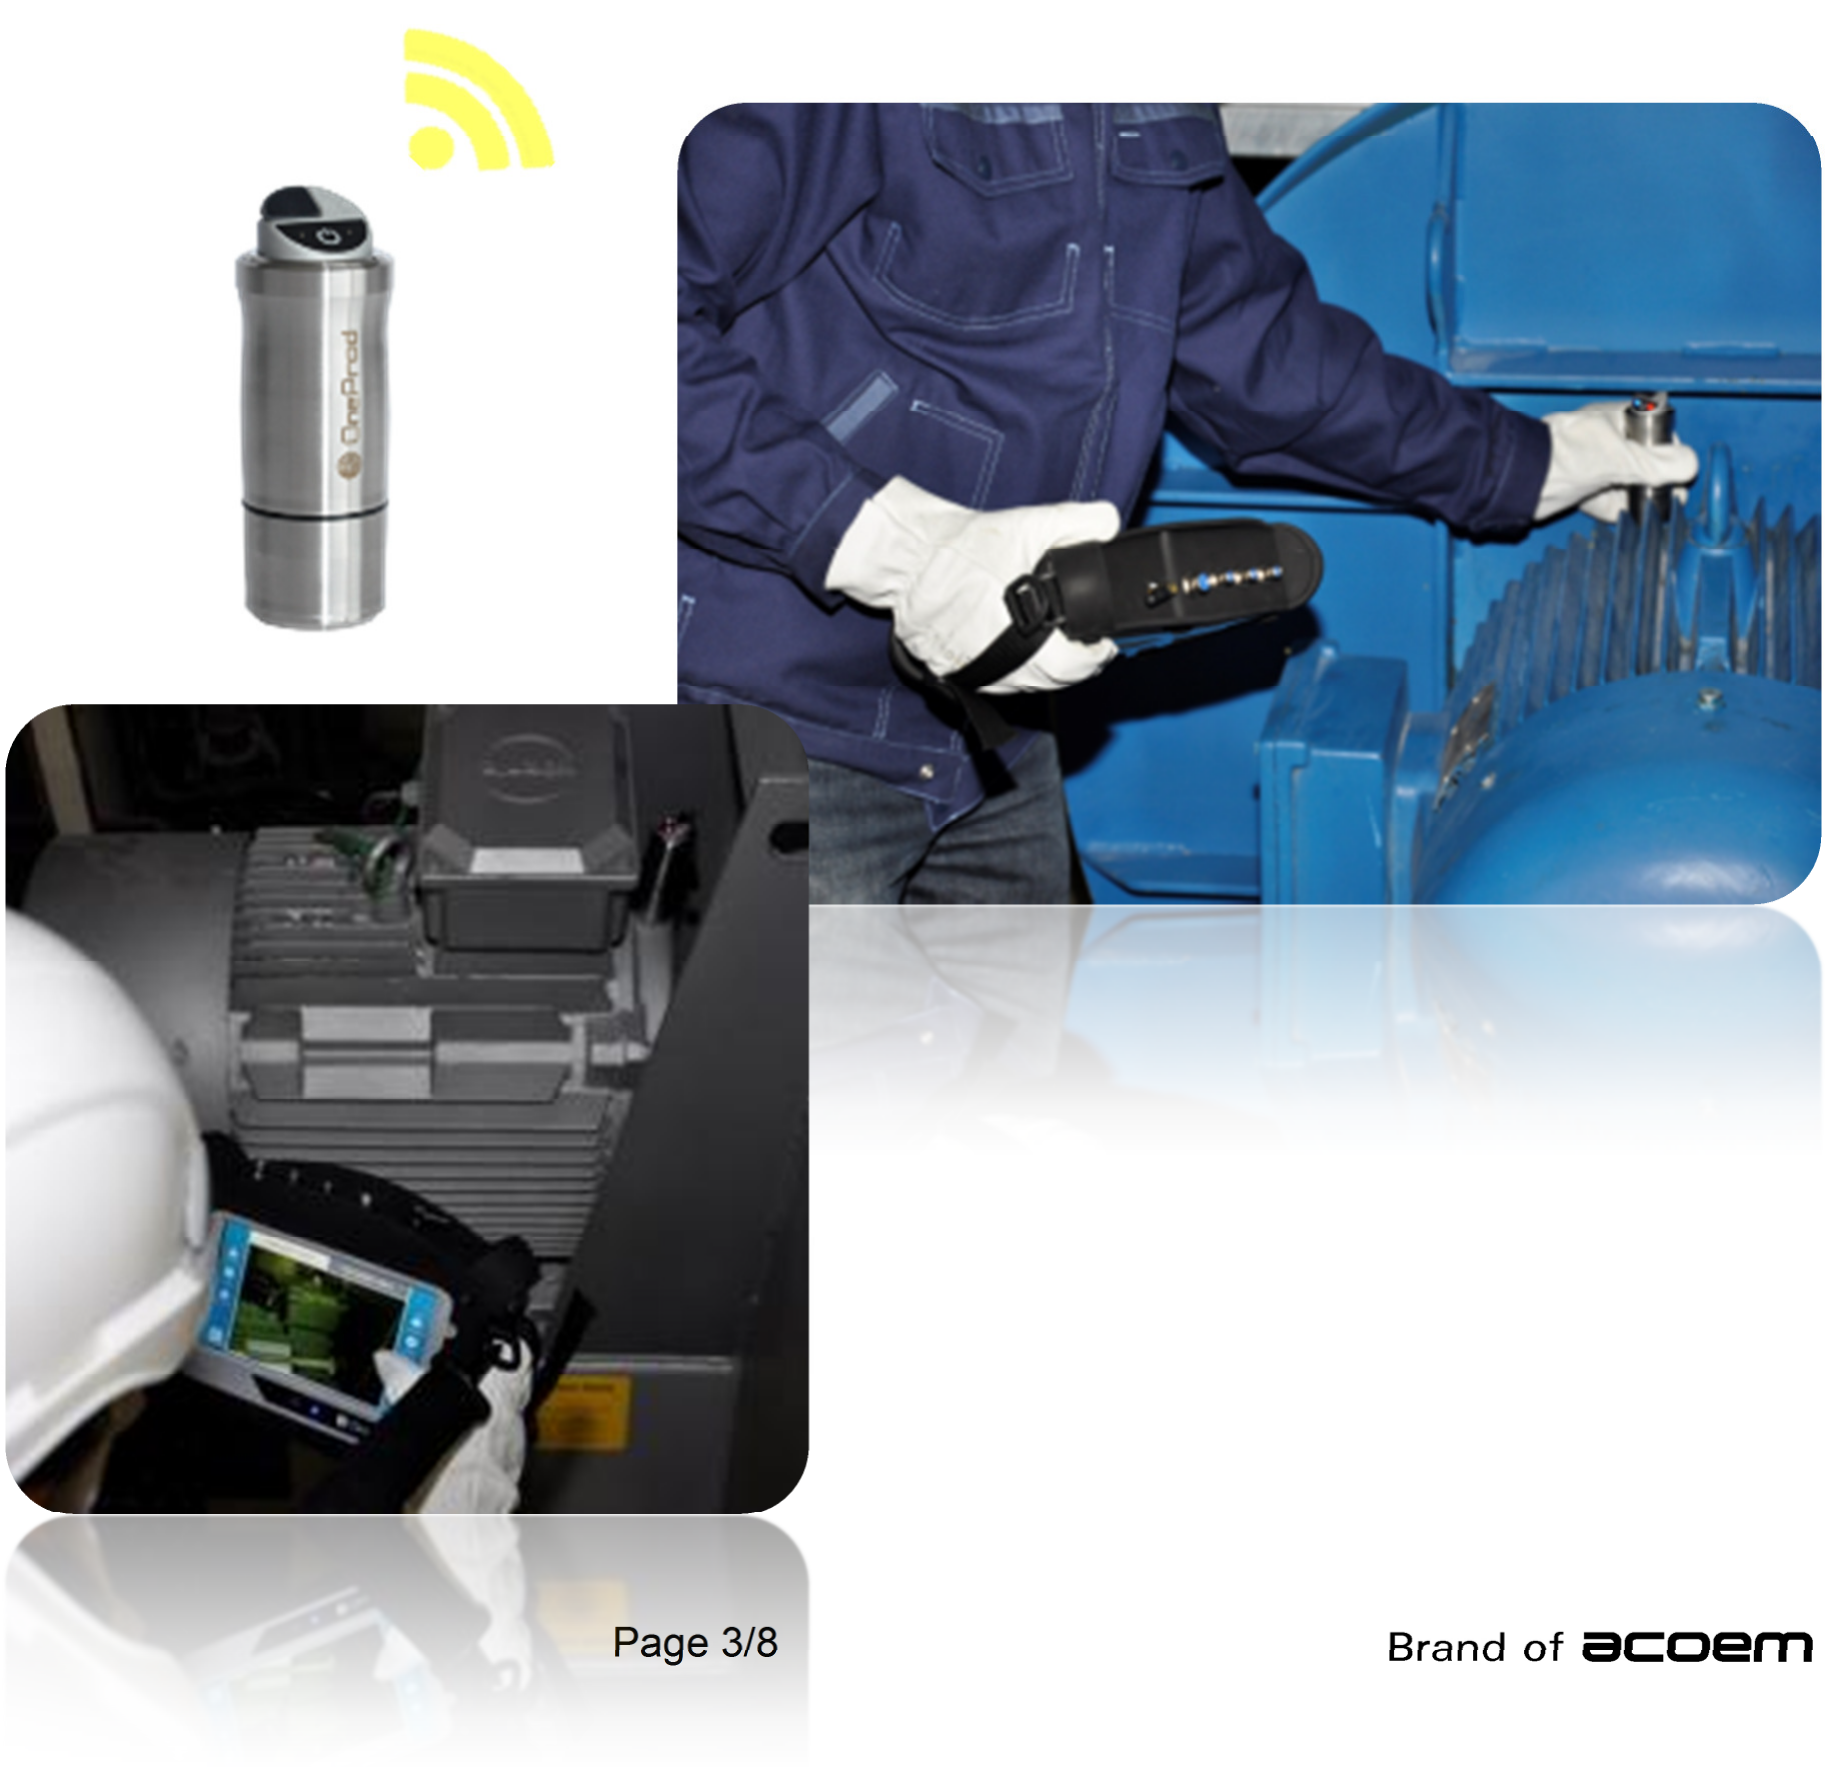 OneProd
Page 3/8
Brand of acoem